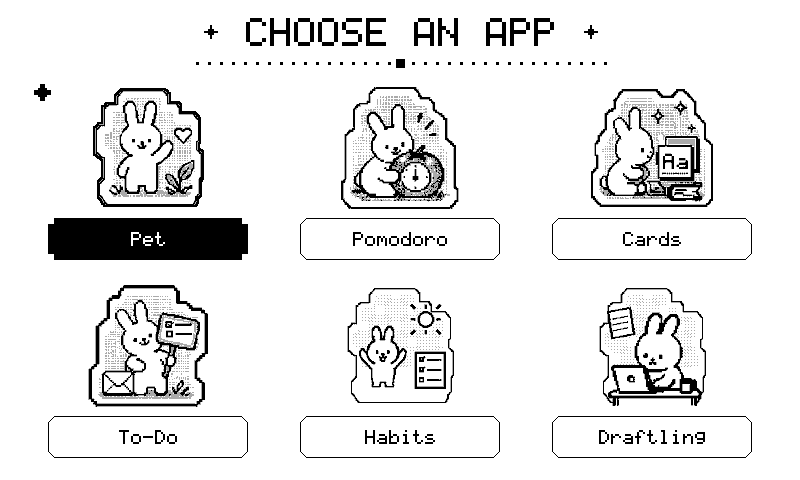 CHOOSE AN APP
Aa
Pet
Pomodoro
Cards
To-Do
Habits
Draftling